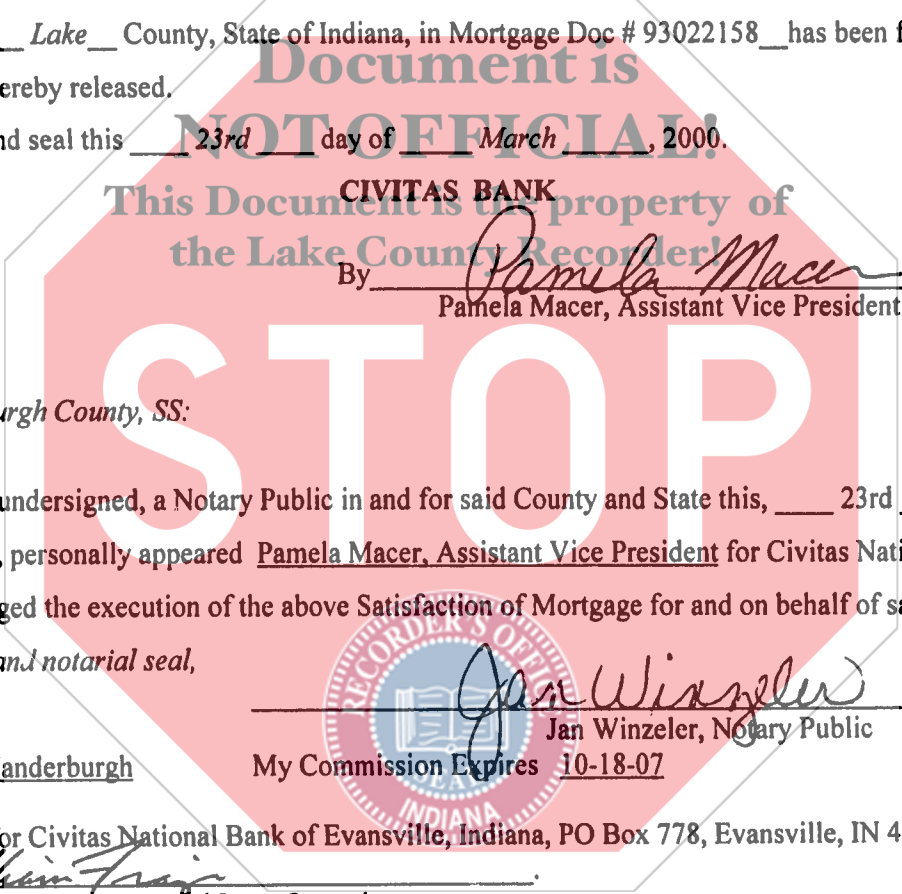 Lake County, State of Indiana, in Mortgage Doc # 93022158 has been
Document is
ereby released.
nd seal this 23rd day of March, 2000.
NOT OFFICIAL!
CIVITAS BANK
This Document is the property of
the Lake County Recorder!
By Pamela Macer
Pamela Macer, Assistant Vice President
STOP
urgh County, SS:
undersigned, a Notary Public in and for said County and State this, 23rd
, personally appeared Pamela Macer, Assistant Vice President for Civitas Nati
ged the execution of the above Satisfaction of Mortgage for and on behalf of sa
and notarial seal,
RECORDER'S OFFICE
SEAL
INDIANA
Jan Winzeler
Jan Winzeler, Notary Public
anderburgh My Commission Expires 10-18-07
or Civitas National Bank of Evansville, Indiana, PO Box 778, Evansville, IN 4